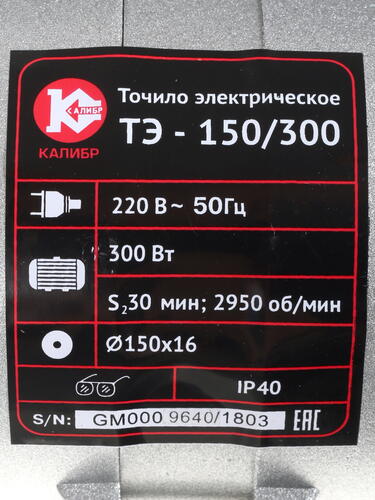 КАЛИБР
КАЛИБР
Точило электрическое
ТЭ - 150/300
220 В ~ 50Гц
300 Вт
S₂30 мин; 2950 об/мин
Ø150x16
IP40
S/N: GM000 9640/1803 EAC